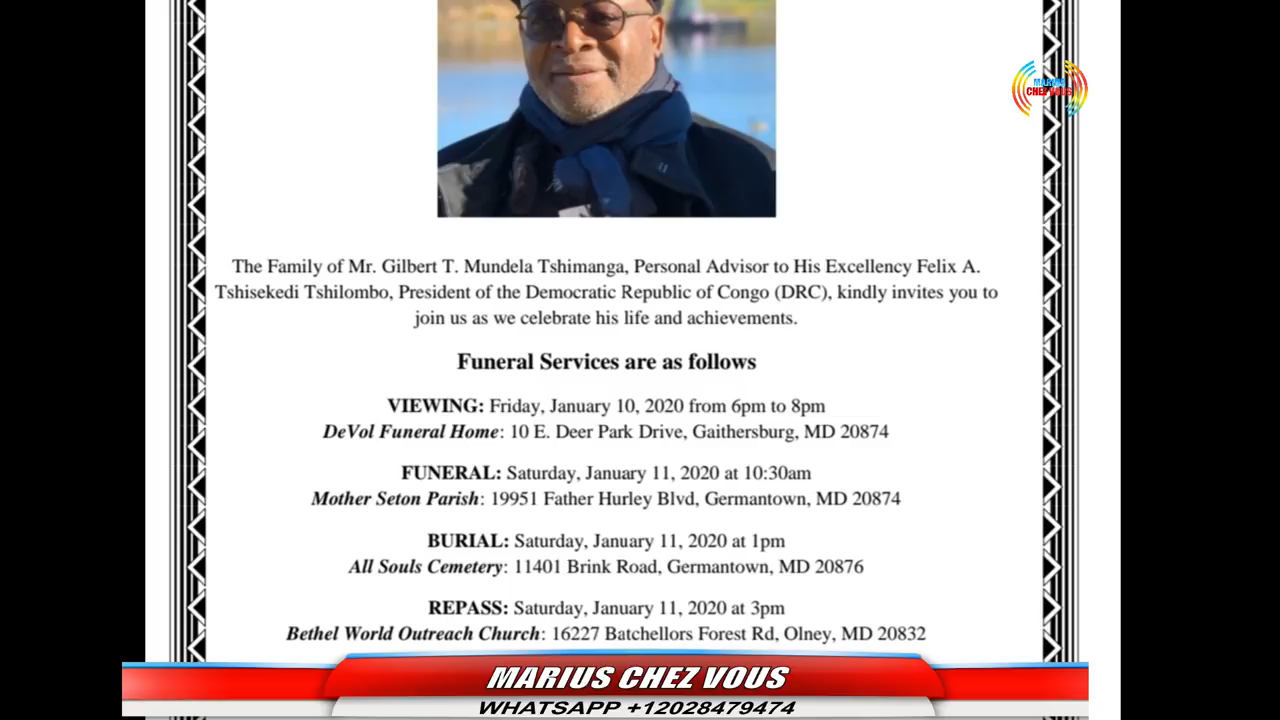 MARIUS
CHEZ VOUS
The Family of Mr. Gilbert T. Mundela Tshimanga, Personal Advisor to His Excellency Felix A.
Tshisekedi Tshilombo, President of the Democratic Republic of Congo (DRC), kindly invites you to
join us as we celebrate his life and achievements.
Funeral Services are as follows
VIEWING: Friday, January 10, 2020 from 6pm to 8pm
DeVol Funeral Home: 10 E. Deer Park Drive, Gaithersburg, MD 20874
FUNERAL: Saturday, January 11, 2020 at 10:30am
Mother Seton Parish: 19951 Father Hurley Blvd, Germantown, MD 20874
BURIAL: Saturday, January 11, 2020 at 1pm
All Souls Cemetery: 11401 Brink Road, Germantown, MD 20876
REPASS: Saturday, January 11, 2020 at 3pm
Bethel World Outreach Church: 16227 Batchellors Forest Rd, Olney, MD 20832
MARIUS CHEZ VOUS
WHATSAPP +12028479474